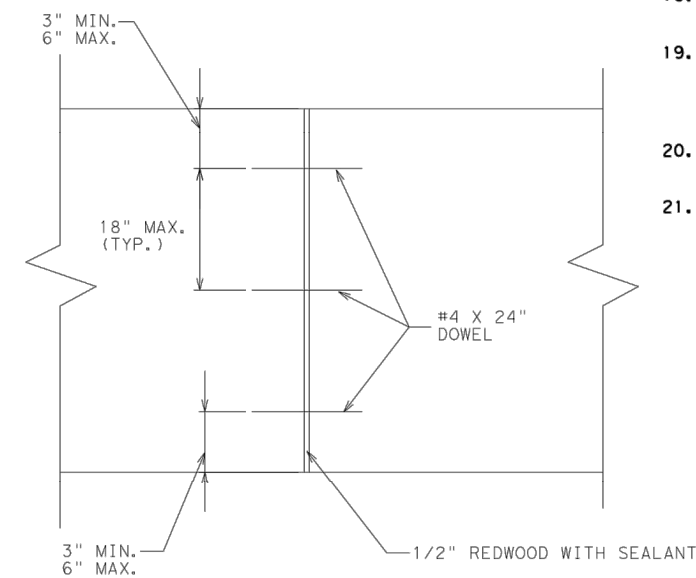 3" MIN.
6" MAX.
19.
20.
21.
18" MAX.
(TYP.)
#4 X 24"
DOWEL
3" MIN.
6" MAX.
1/2" REDWOOD WITH SEALANT